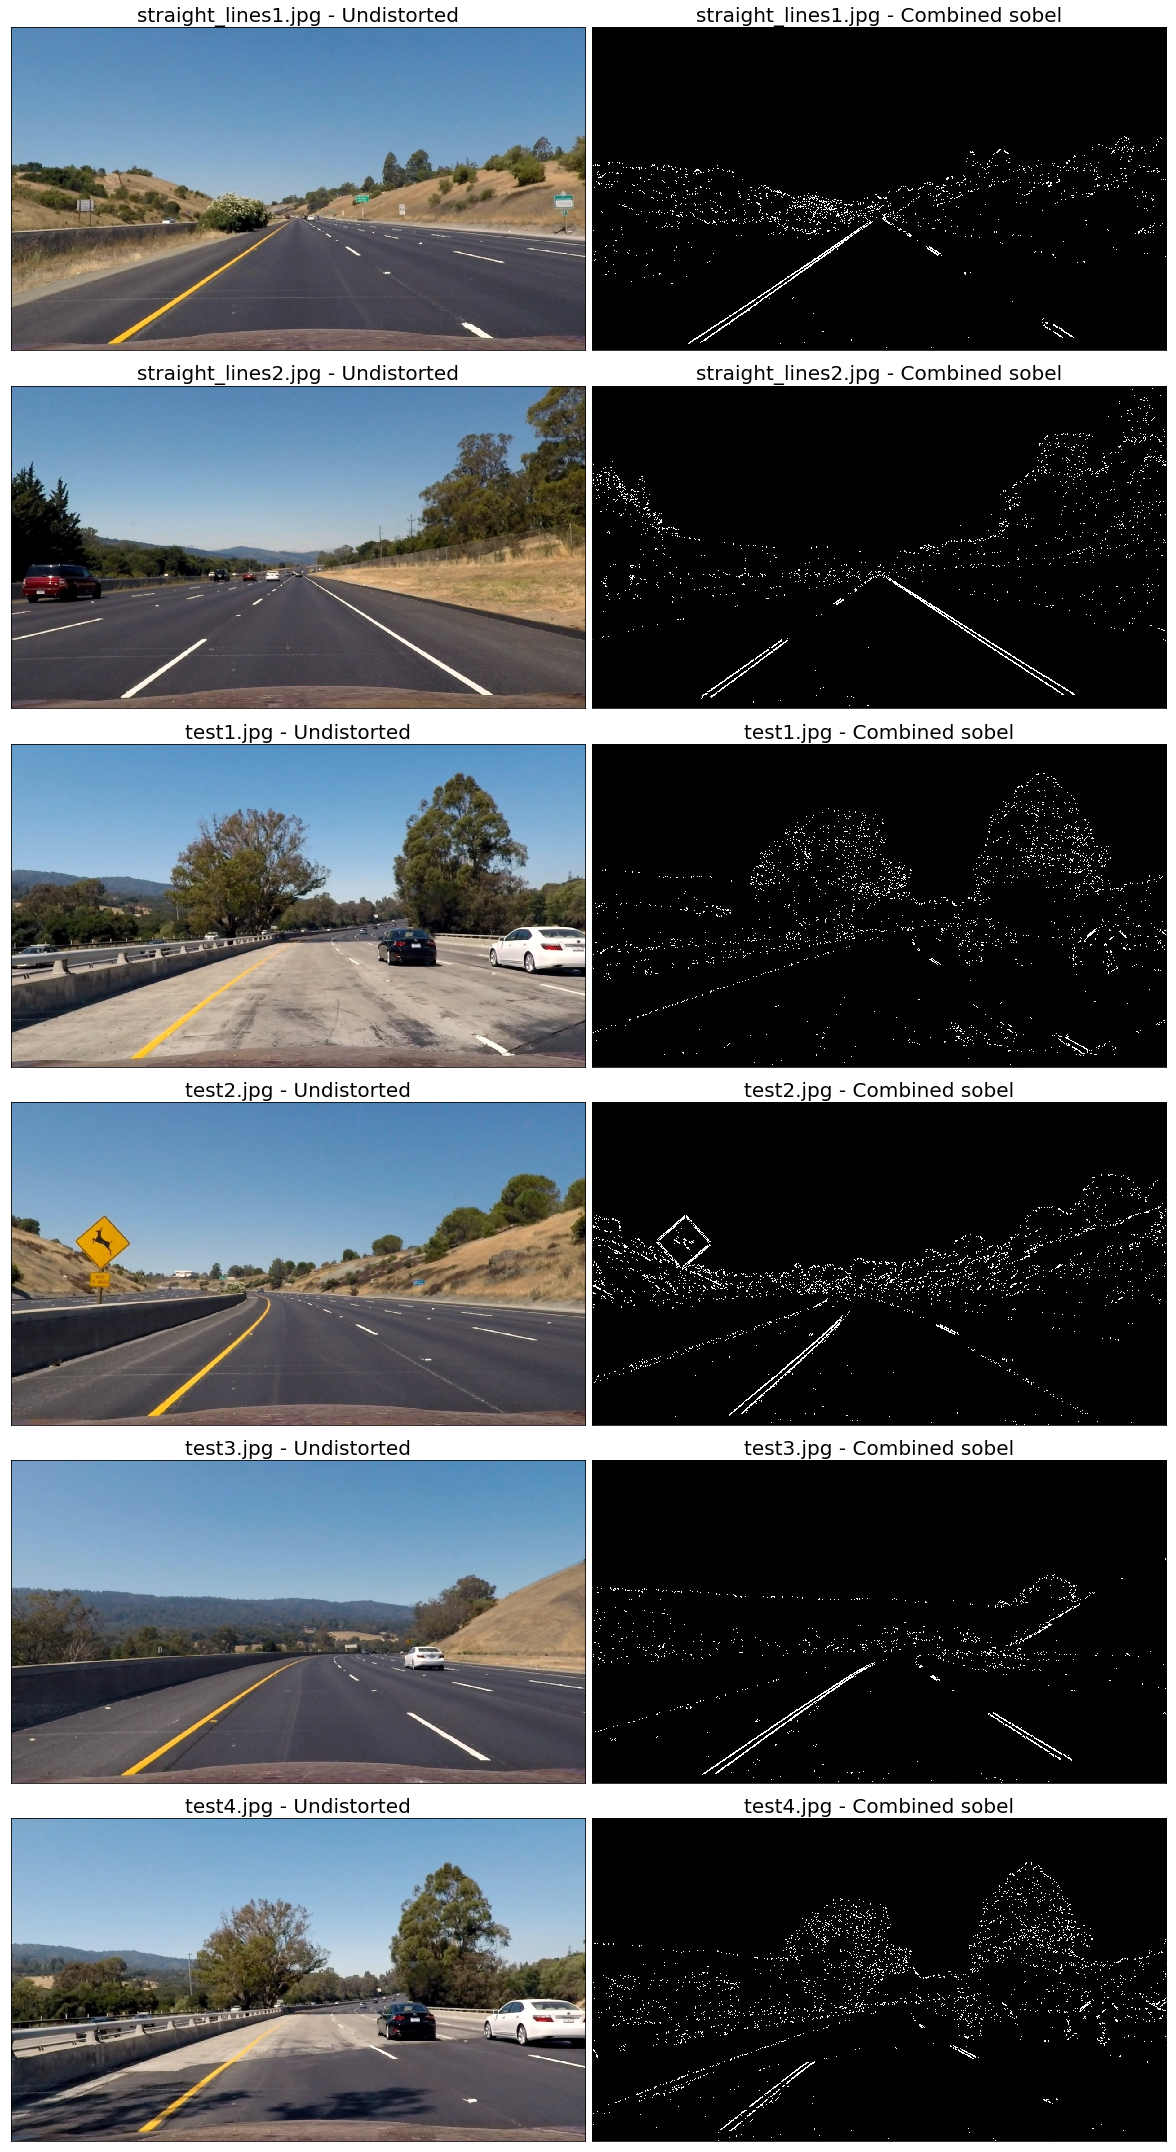 straight_lines1.jpg - Undistorted
straight_lines1.jpg - Combined sobel
straight_lines2.jpg - Undistorted
straight_lines2.jpg - Combined sobel
test1.jpg - Undistorted
test1.jpg - Combined sobel
test2.jpg - Undistorted
test2.jpg - Combined sobel
test3.jpg - Undistorted
test3.jpg - Combined sobel
test4.jpg - Undistorted
test4.jpg - Combined sobel